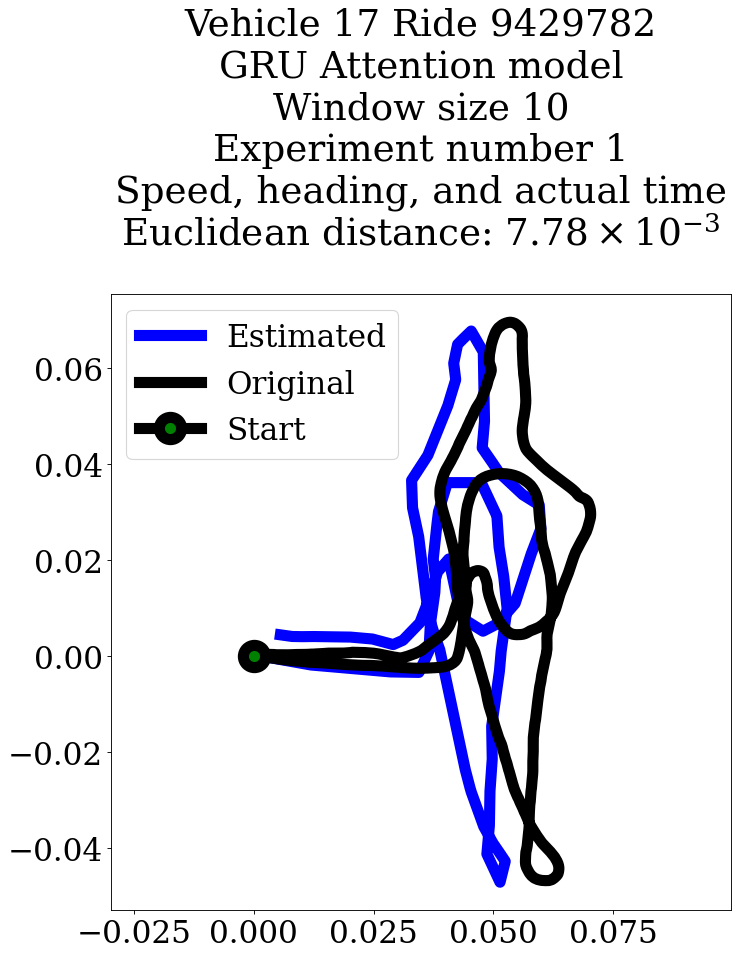 Vehicle 17 Ride 9429782
GRU Attention model
Window size 10
Experiment number 1
Speed, heading, and actual time
Euclidean distance: 7.78 × 10⁻³
Estimated
Original
Start
0.06
0.04
0.02
0.00
−0.02
−0.04
−0.025 0.000 0.025 0.050 0.075